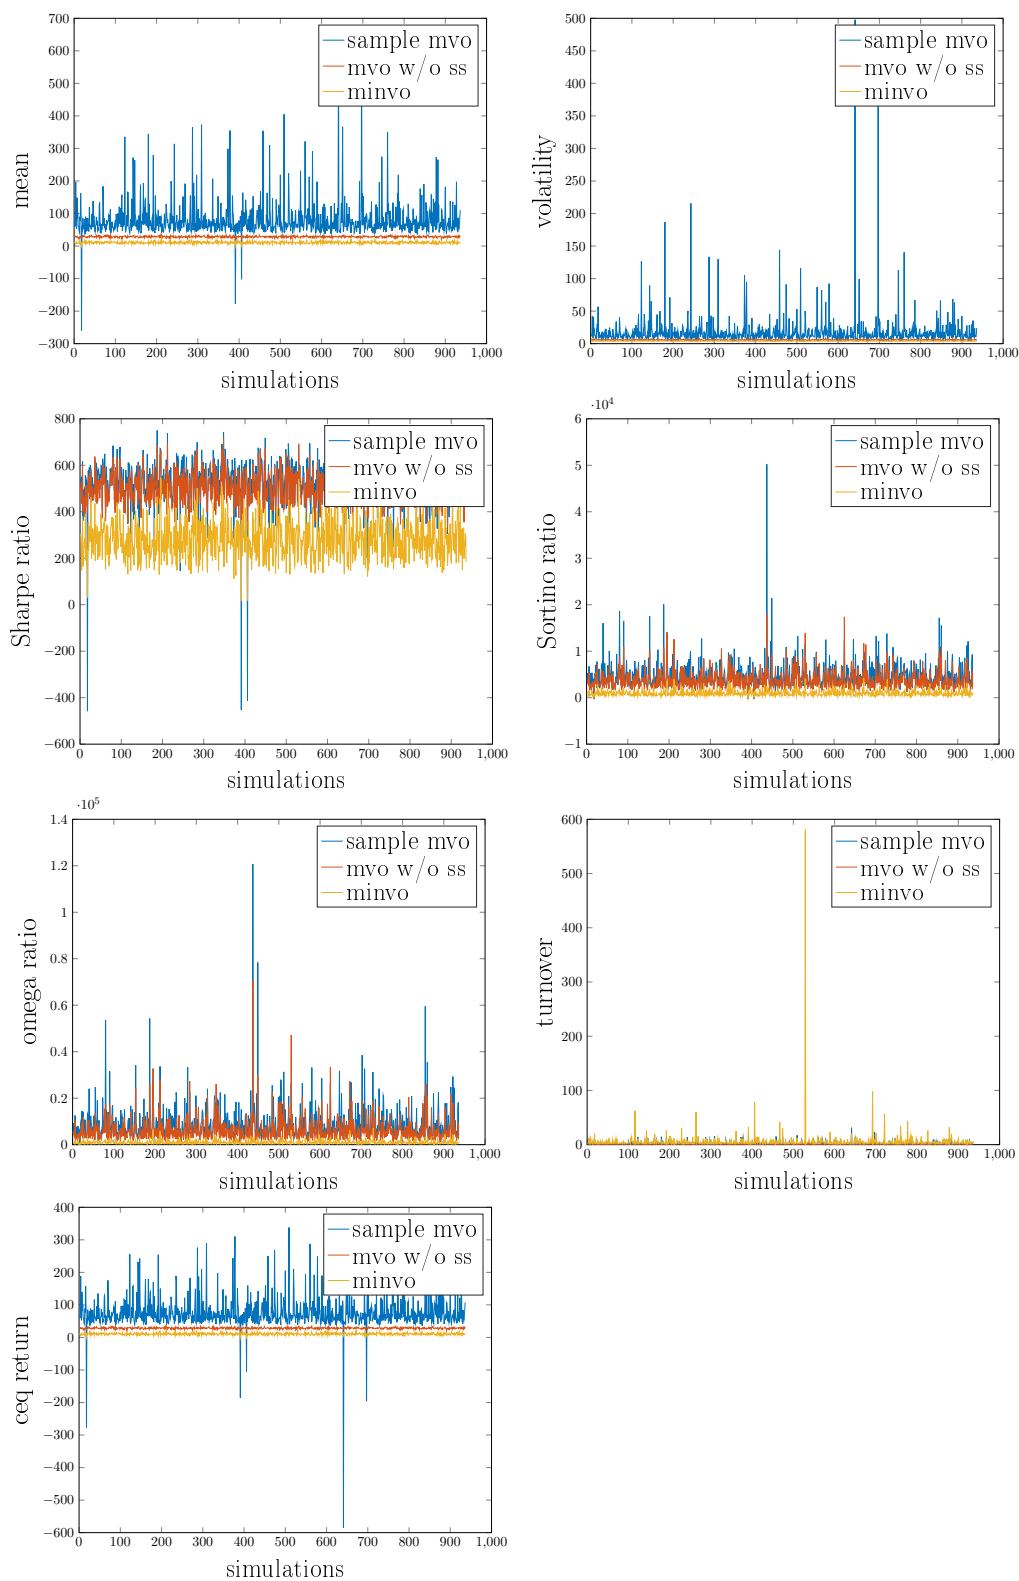 700
600
500
400
300
200
100
0
−100
−200
−300
0 100 200 300 400 500 600 700 800 900 1,000
mean
simulations
sample mvo
mvo w/o ss
minvo
500
450
400
350
300
250
200
150
100
50
0
0 100 200 300 400 500 600 700 800 900 1,000
volatility
simulations
sample mvo
mvo w/o ss
minvo
800
600
400
200
0
−200
−400
−600
0 100 200 300 400 500 600 700 800 900 1,000
Sharpe ratio
simulations
sample mvo
mvo w/o ss
minvo
·10⁴
6
5
4
3
2
1
0
−1
0 100 200 300 400 500 600 700 800 900 1,000
Sortino ratio
simulations
sample mvo
mvo w/o ss
minvo
·10⁵
1.4
1.2
1
0.8
0.6
0.4
0.2
0
0 100 200 300 400 500 600 700 800 900 1,000
omega ratio
simulations
sample mvo
mvo w/o ss
minvo
600
500
400
300
200
100
0
0 100 200 300 400 500 600 700 800 900 1,000
turnover
simulations
sample mvo
mvo w/o ss
minvo
400
300
200
100
0
−100
−200
−300
−400
−500
−600
0 100 200 300 400 500 600 700 800 900 1,000
ceq return
simulations
sample mvo
mvo w/o ss
minvo